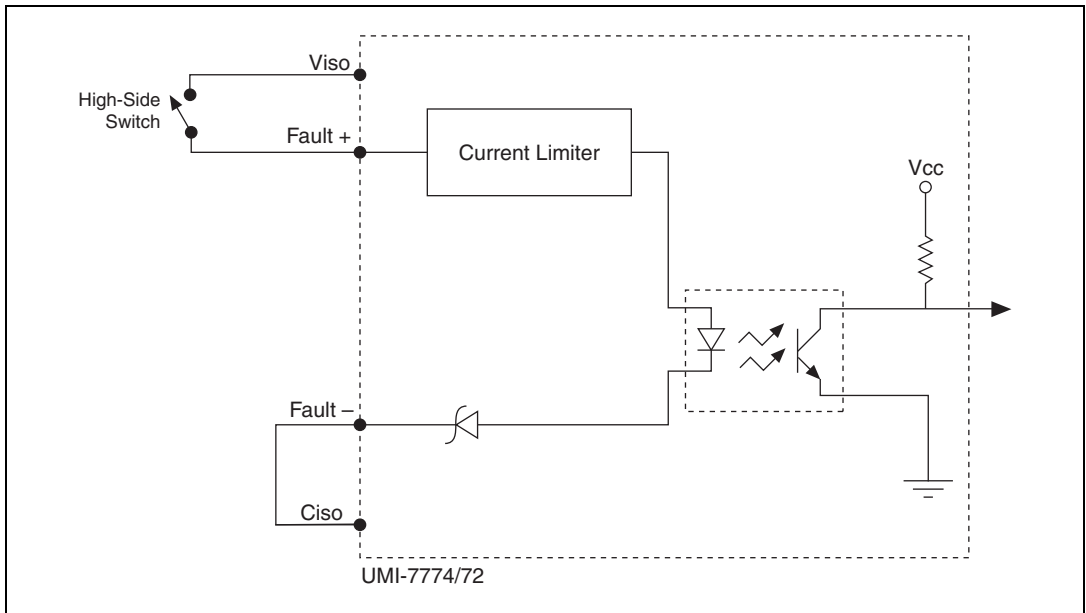 Viso
High-Side
Switch
Fault +
Current Limiter
Vcc
Fault –
Ciso
UMI-7774/72